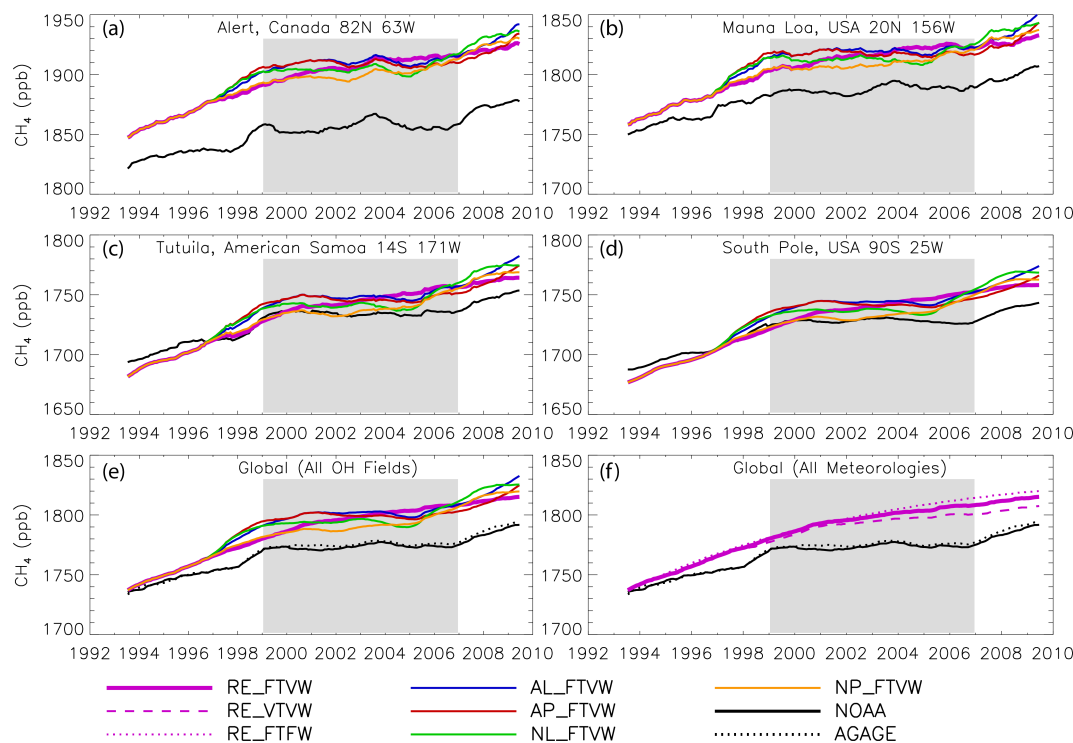 (a) Alert, Canada 82N 63W
CH4 (ppb)
1950
1900
1850
1800
1992 1994 1996 1998 2000 2002 2004 2006 2008 2010
(b) Mauna Loa, USA 20N 156W
1850
1800
1750
1700
1992 1994 1996 1998 2000 2002 2004 2006 2008 2010
(c) Tutuila, American Samoa 14S 171W
CH4 (ppb)
1800
1750
1700
1650
1992 1994 1996 1998 2000 2002 2004 2006 2008 2010
(d) South Pole, USA 90S 25W
1800
1750
1700
1650
1992 1994 1996 1998 2000 2002 2004 2006 2008 2010
(e) Global (All OH Fields)
CH4 (ppb)
1850
1800
1750
1700
1992 1994 1996 1998 2000 2002 2004 2006 2008 2010
(f) Global (All Meteorologies)
1850
1800
1750
1700
1992 1994 1996 1998 2000 2002 2004 2006 2008 2010
RE_FTVW AL_FTVW NP_FTVW
RE_VTVW AP_FTVW NOAA
RE_FTFW NL_FTVW AGAGE